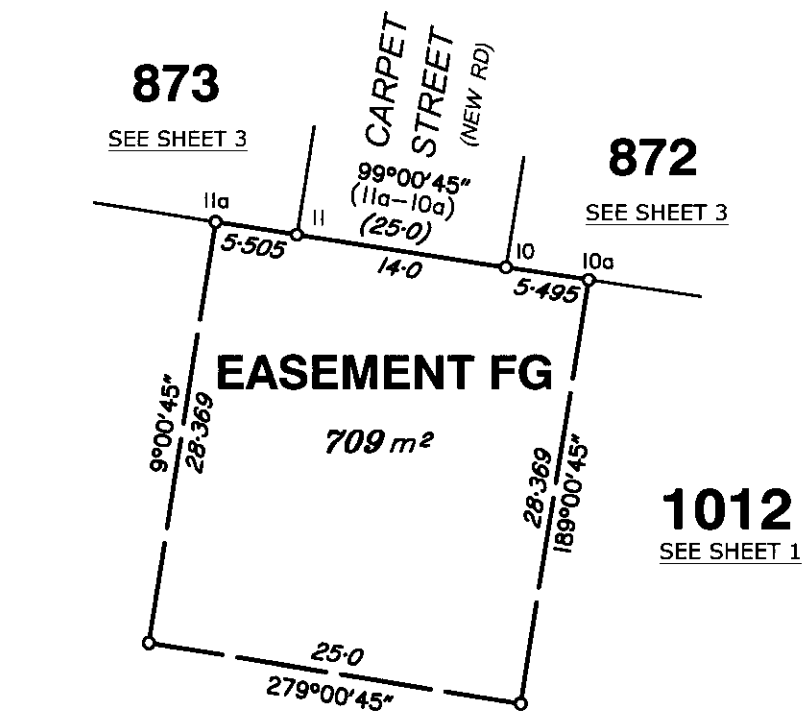 873
SEE SHEET 3
CARPET
STREET
(NEW RD)
872
SEE SHEET 3
99°00'45"
(11a-10a)
(25·0)
11a
11
10
10a
5·505
14·0
5·495
EASEMENT FG
709 m²
9°00'45"
28·369
28·369
189°00'45"
1012
SEE SHEET 1
25·0
279°00'45"